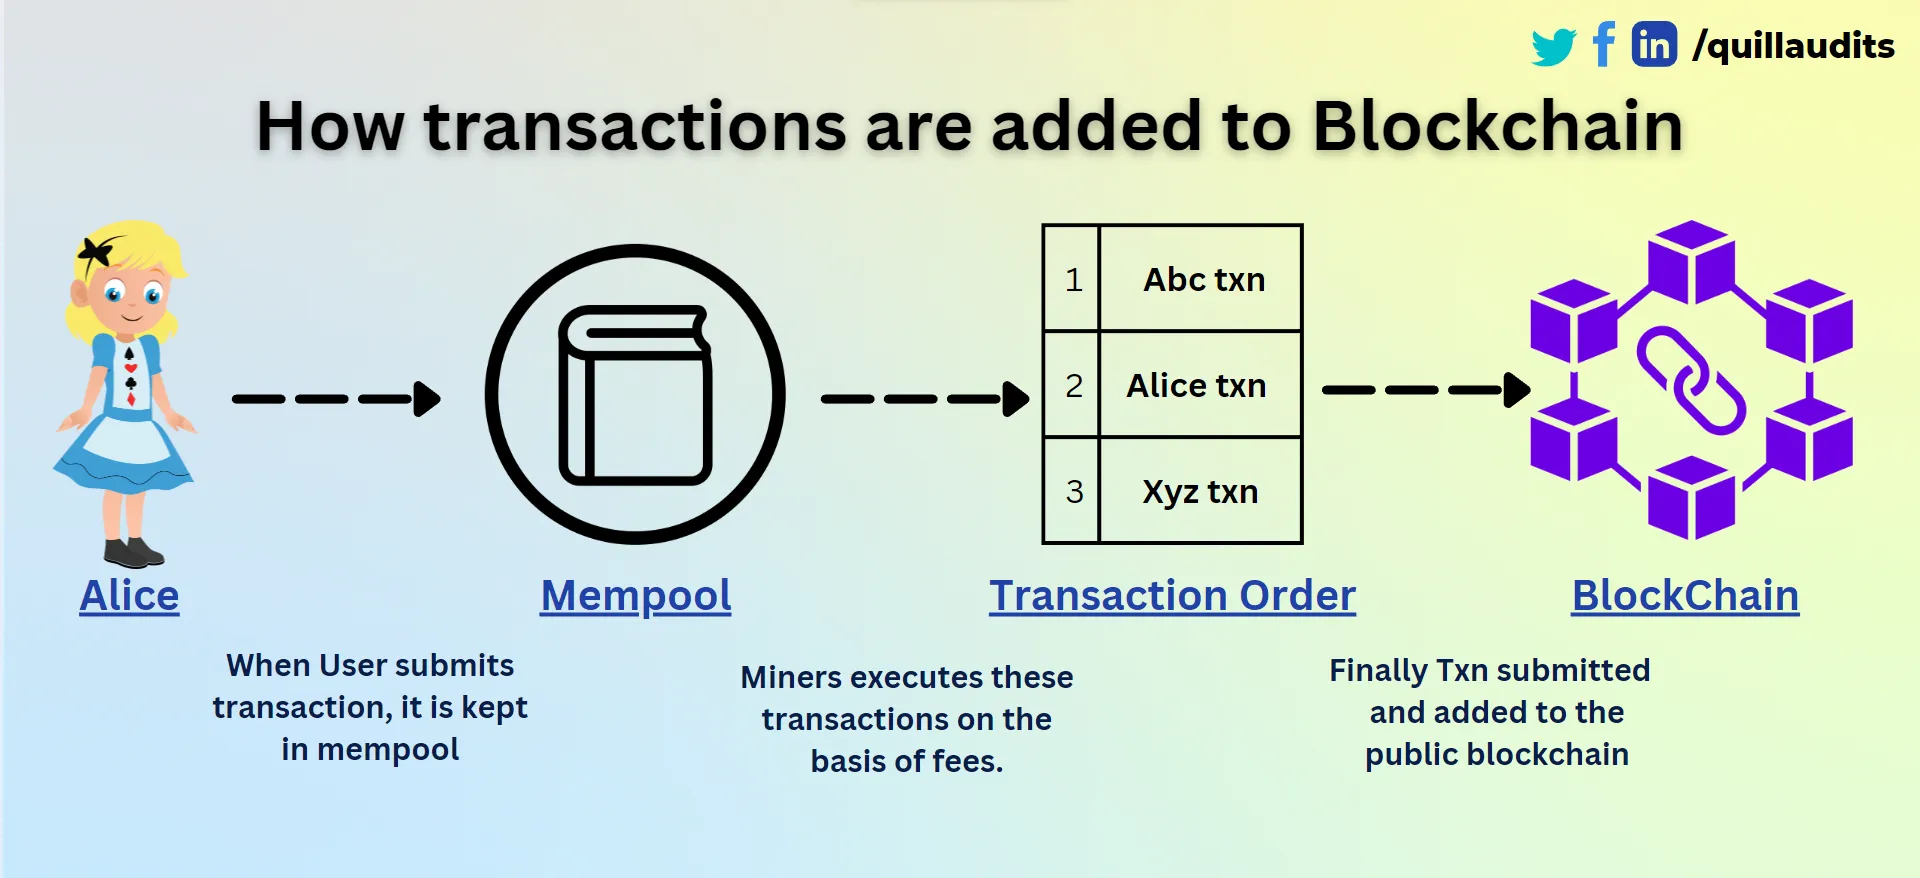 in /quillaudits
How transactions are added to Blockchain
1 Abc txn
2 Alice txn
3 Xyz txn
Alice
Mempool
Transaction Order
BlockChain
When User submits
transaction, it is kept
in mempool
Miners executes these
transactions on the
basis of fees.
Finally Txn submitted
and added to the
public blockchain